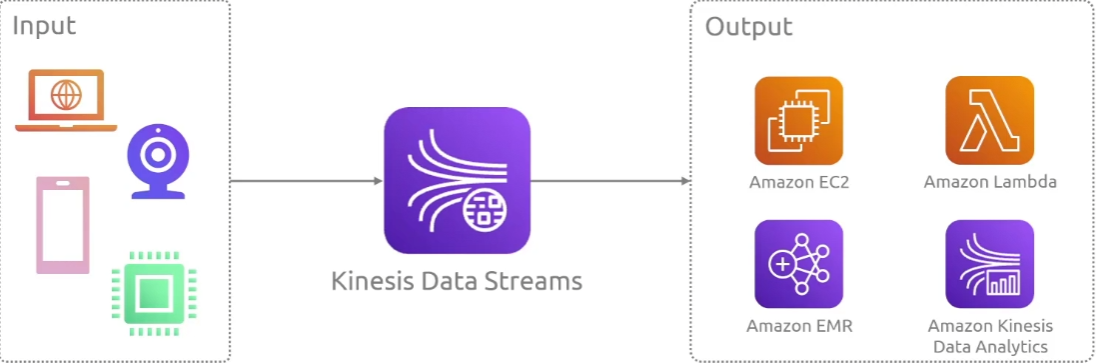 Input
Output
Kinesis Data Streams
Amazon EC2
Amazon Lambda
Amazon EMR
Amazon Kinesis
Data Analytics